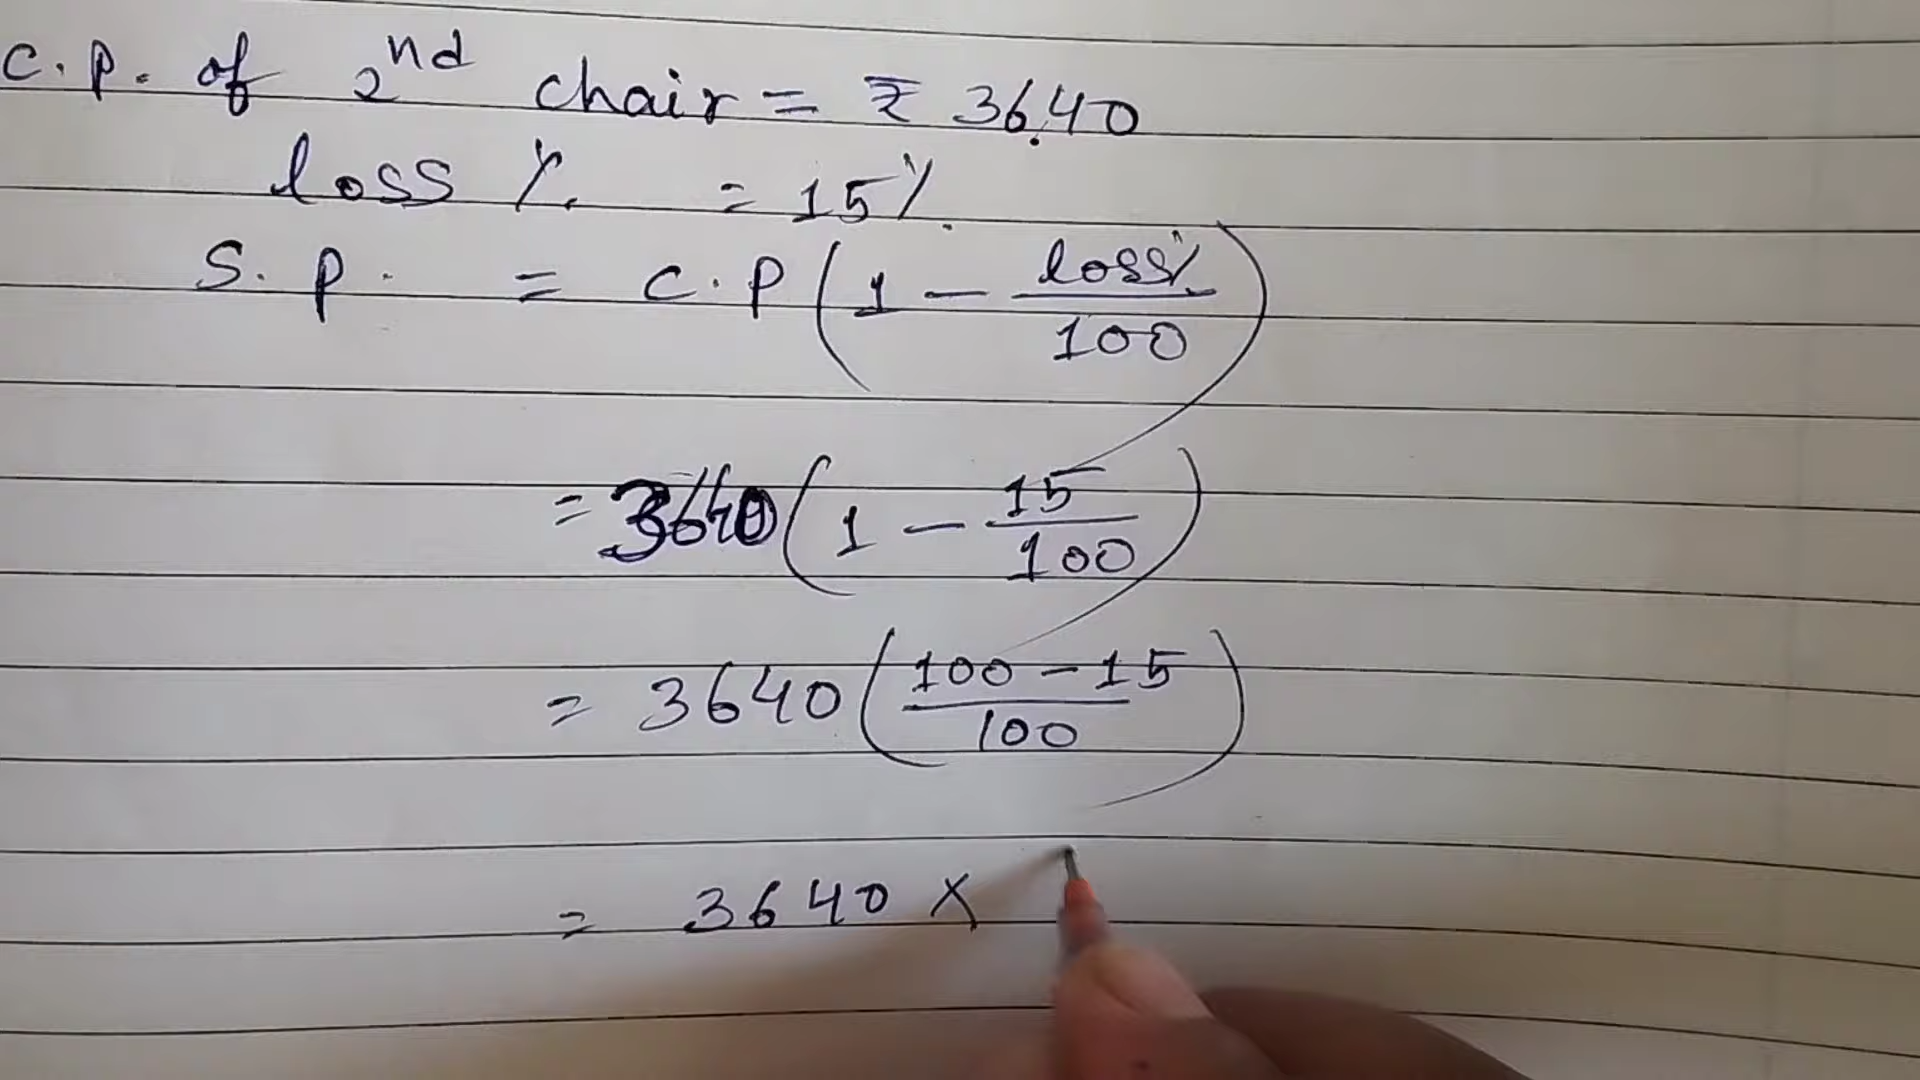 C.P. of 2nd chair = ₹ 3640
loss % = 15%
S.P. = C.P (1 - loss%/100)
= 3640 (1 - 15/100)
= 3640 (100 - 15/100)
= 3640 ×